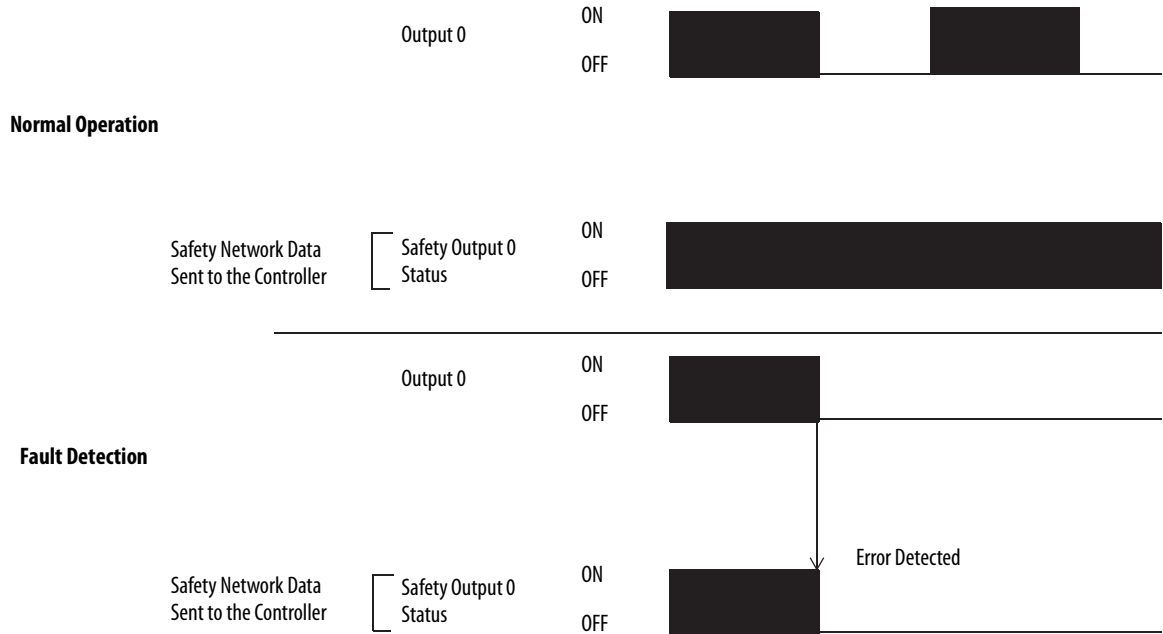 Output 0
ON
OFF
Normal Operation
Safety Network Data
Sent to the Controller
Safety Output 0
Status
ON
OFF
Output 0
ON
OFF
Fault Detection
Error Detected
Safety Network Data
Sent to the Controller
Safety Output 0
Status
ON
OFF